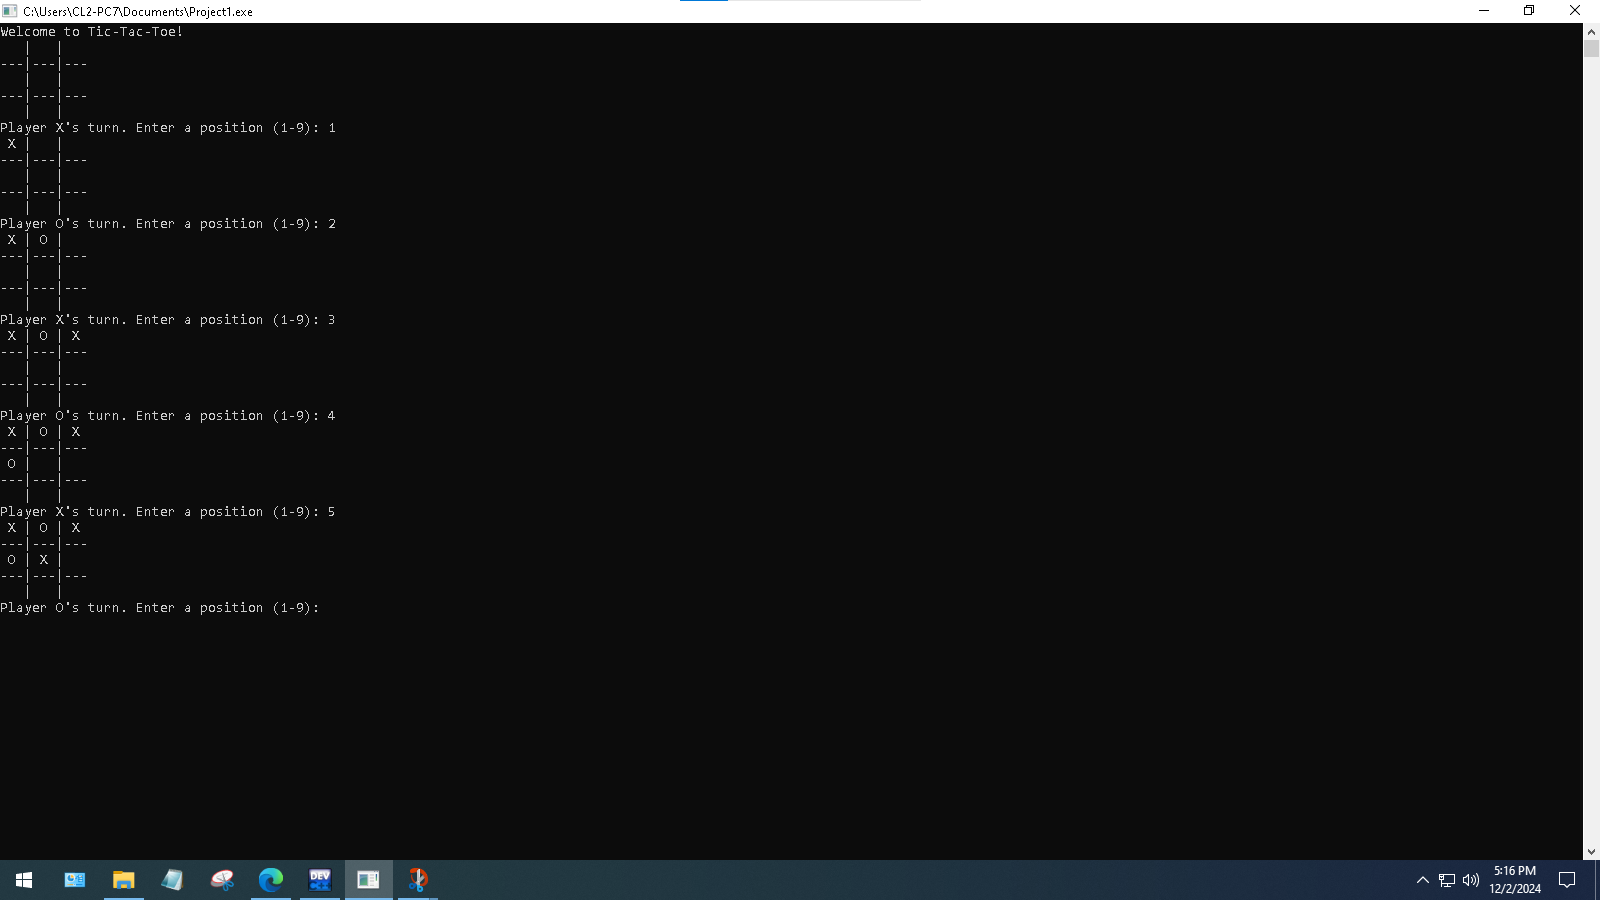 C:\Users\CL2-PC7\Documents\Project1.exe
Welcome to Tic-Tac-Toe!
   |   |
---|---|---
   |   |
---|---|---
   |   |
Player X's turn. Enter a position (1-9): 1
 X |   |
---|---|---
   |   |
---|---|---
   |   |
Player O's turn. Enter a position (1-9): 2
 X | O |
---|---|---
   |   |
---|---|---
   |   |
Player X's turn. Enter a position (1-9): 3
 X | O | X
---|---|---
   |   |
---|---|---
   |   |
Player O's turn. Enter a position (1-9): 4
 X | O | X
---|---|---
 O |   |
---|---|---
   |   |
Player X's turn. Enter a position (1-9): 5
 X | O | X
---|---|---
 O | X |
---|---|---
   |   |
Player O's turn. Enter a position (1-9):
DEV
C++
5:16 PM
12/2/2024